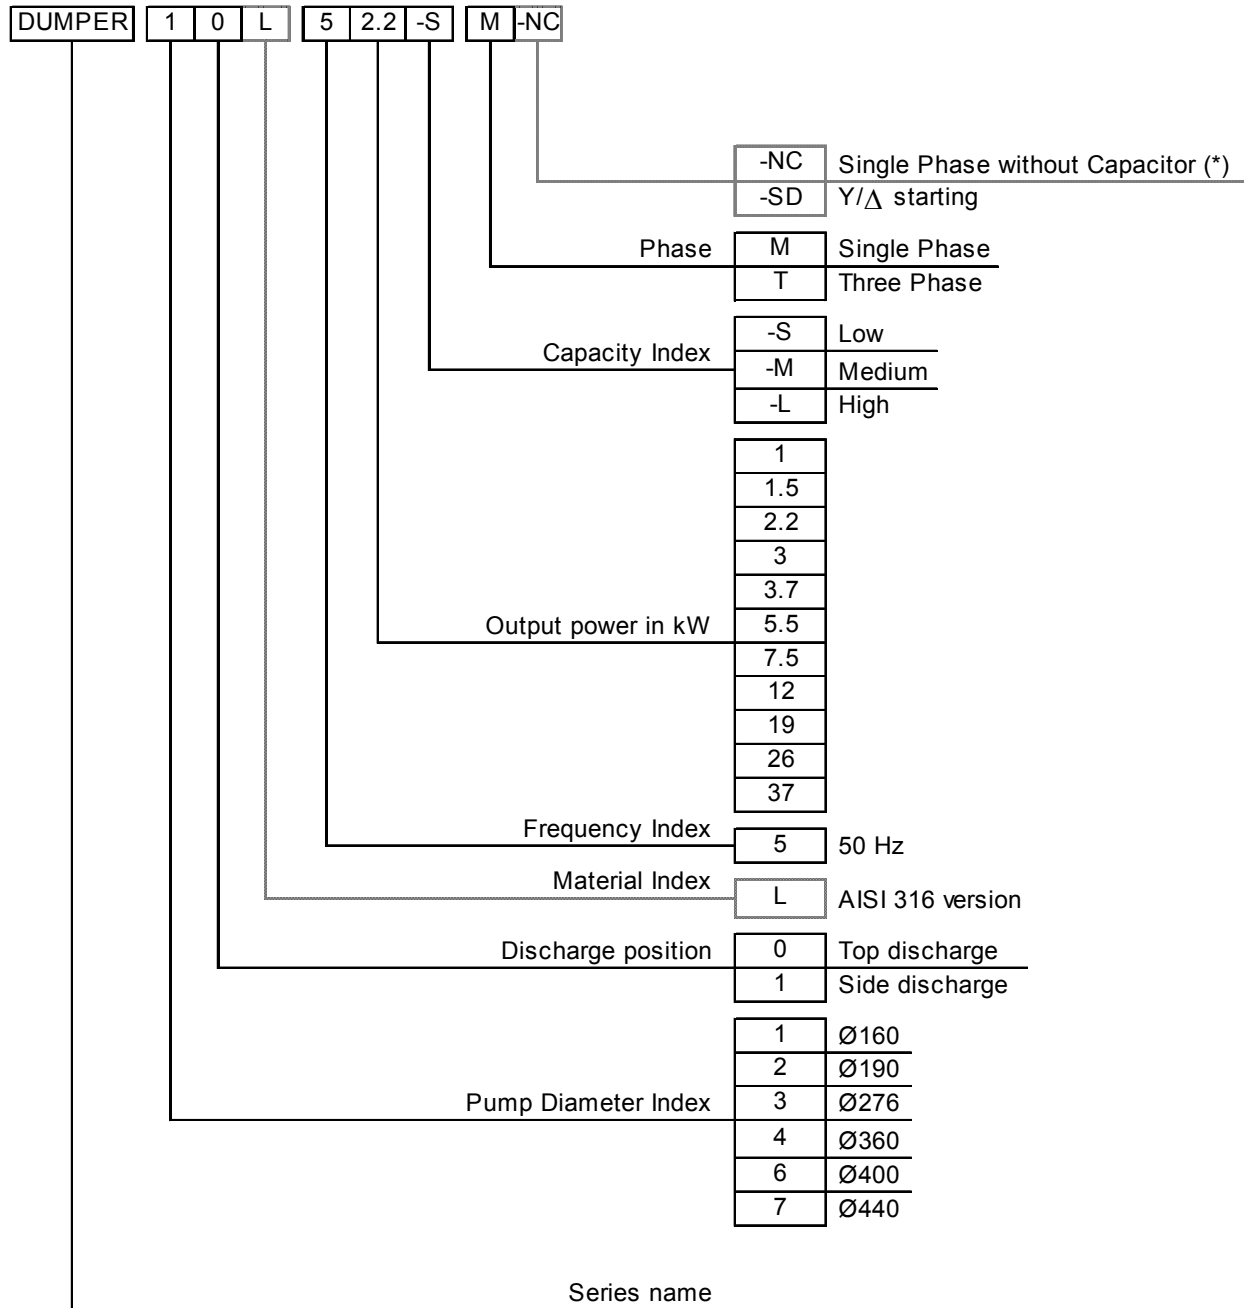 DUMPER 1 0 L 5 2.2 -S M -NC
-NC Single Phase without Capacitor (*)
-SD Y/Δ starting
Phase
M Single Phase
T Three Phase
Capacity Index
-S Low
-M Medium
-L High
Output power in kW
1
1.5
2.2
3
3.7
5.5
7.5
12
19
26
37
Frequency Index
5 50 Hz
Material Index
L AISI 316 version
Discharge position
0 Top discharge
1 Side discharge
Pump Diameter Index
1 Ø160
2 Ø190
3 Ø276
4 Ø360
6 Ø400
7 Ø440
Series name